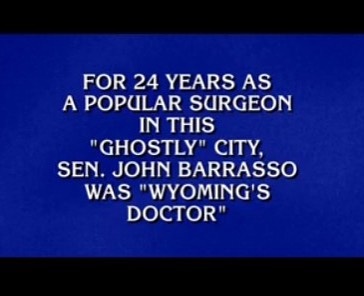 FOR 24 YEARS AS
A POPULAR SURGEON
IN THIS
"GHOSTLY" CITY,
SEN. JOHN BARRASSO
WAS "WYOMING'S
DOCTOR"